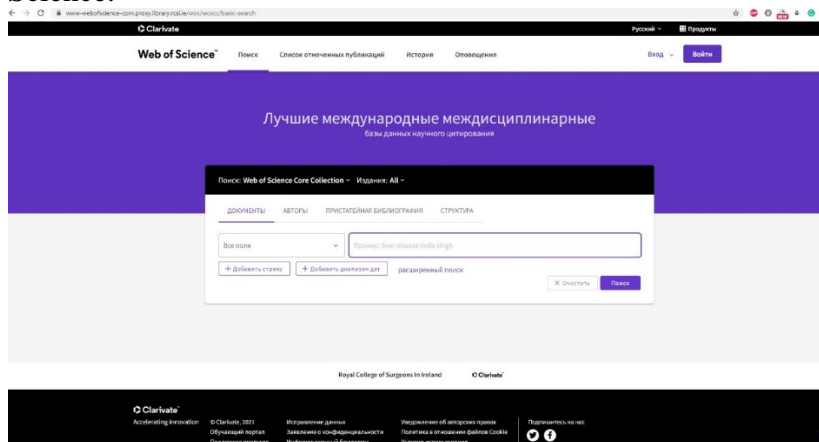 Science.
www-webofscience-com.proxy.library.rcsi.ie/wos/woscc/basic-search
Clarivate Русский Продукты
Web of Science™ Поиск Список отмеченных публикаций История Оповещения Вход Войти
Лучшие международные междисциплинарные
базы данных научного цитирования
Поиск: Web of Science Core Collection Издания: All
ДОКУМЕНТЫ АВТОРЫ ПРИСТАТЕЙНАЯ БИБЛИОГРАФИЯ СТРУКТУРА
Все поля Пример: liver disease india singh
+ Добавить строку + Добавить диапазон дат расширенный поиск
× Очистить Поиск
Royal College of Surgeons In Ireland Clarivate™
Clarivate™
Accelerating innovation © Clarivate, 2021 Исправление данных Уведомление об авторских правах Подпишитесь на нас
Обучающий портал Заявление о конфиденциальности Политика в отношении файлов Cookie